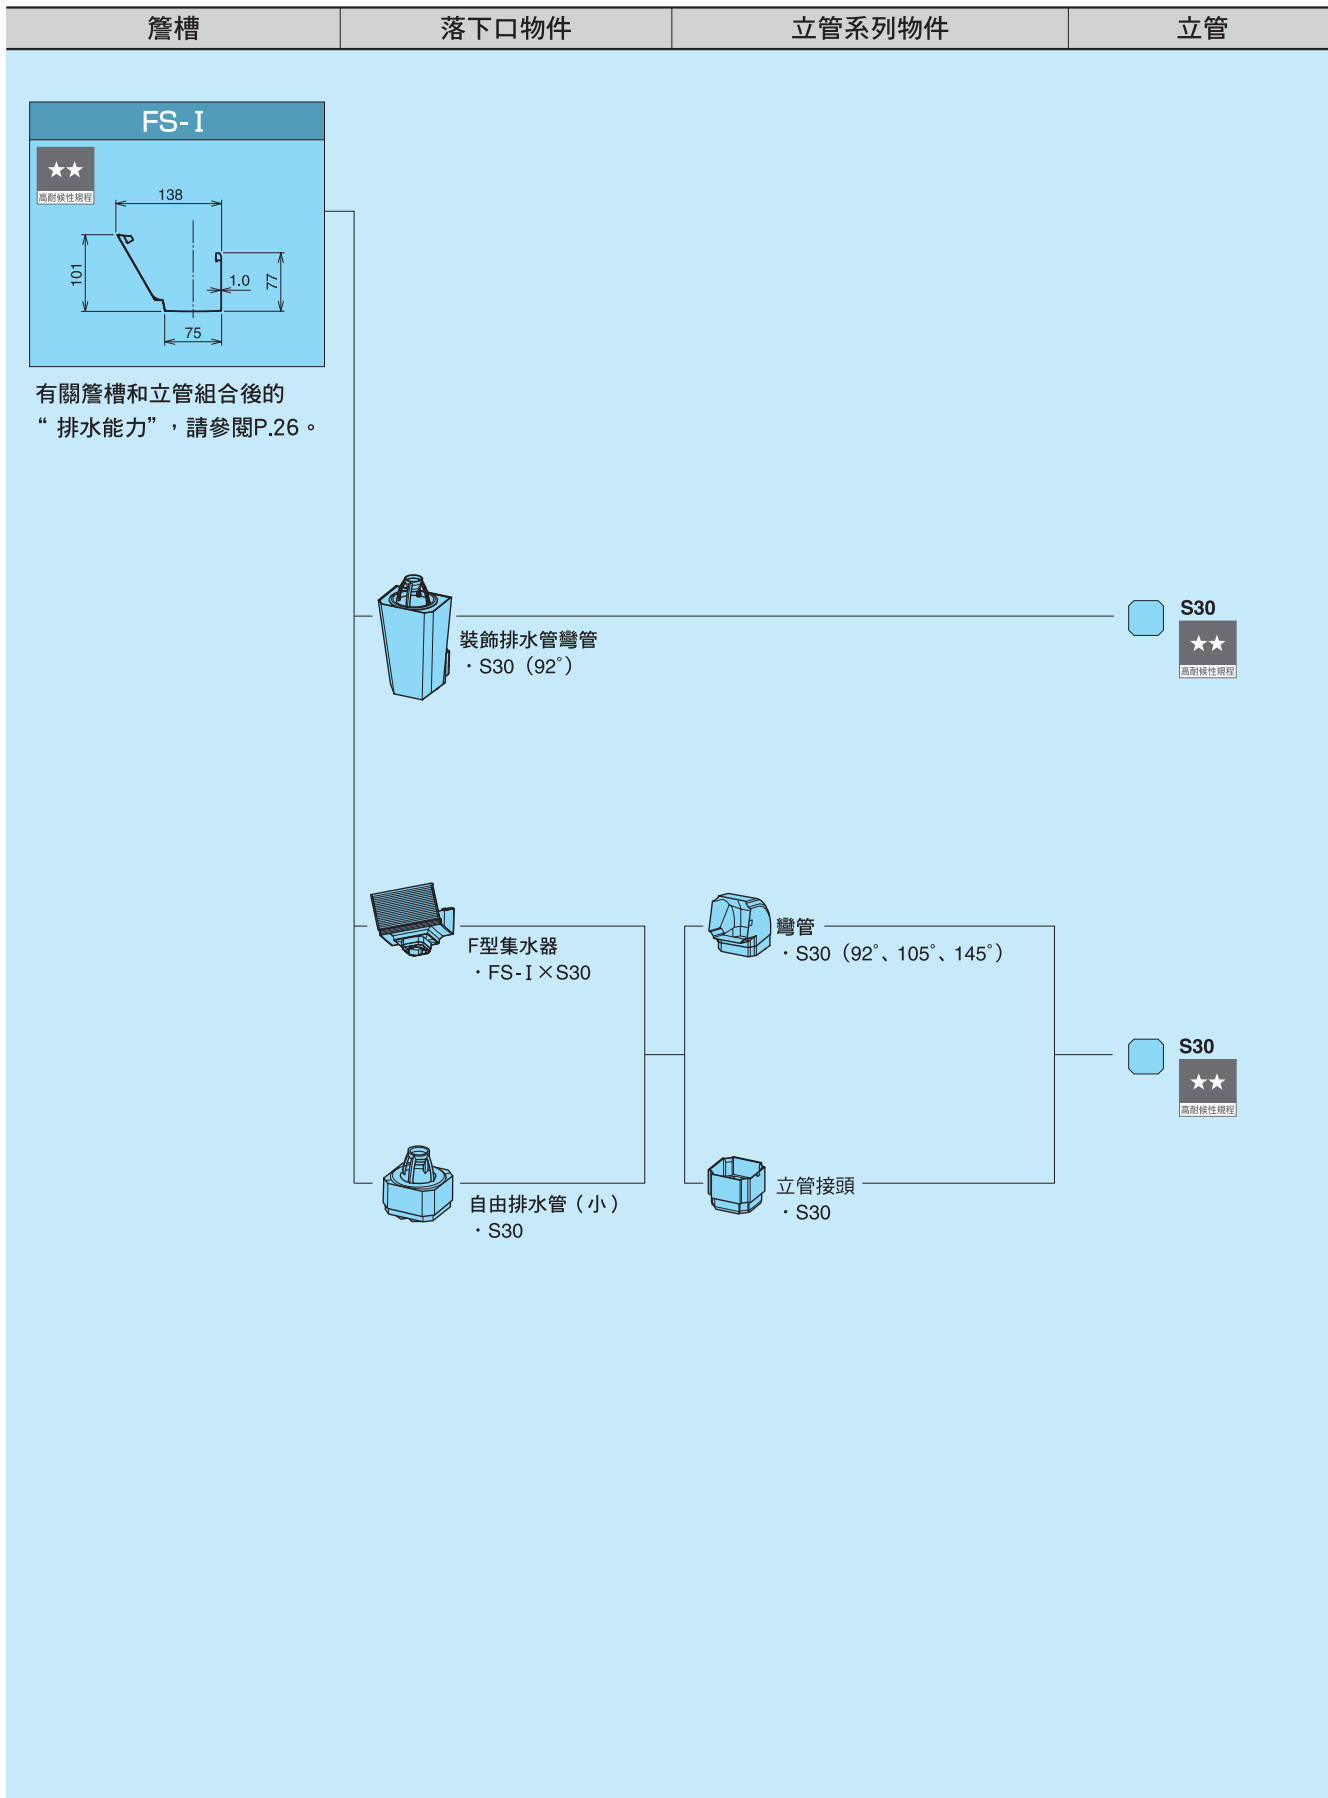 簷槽
落下口物件
立管系列物件
立管
FS-Ⅰ
★★
高耐候性規程
138
101
1.0
77
75
有關簷槽和立管組合後的
“排水能力”，請參閱P.26。
裝飾排水管彎管
・S30（92°）
S30
★★
高耐候性規程
F型集水器
・FS-Ⅰ×S30
彎管
・S30（92°、105°、145°）
S30
★★
高耐候性規程
自由排水管（小）
・S30
立管接頭
・S30